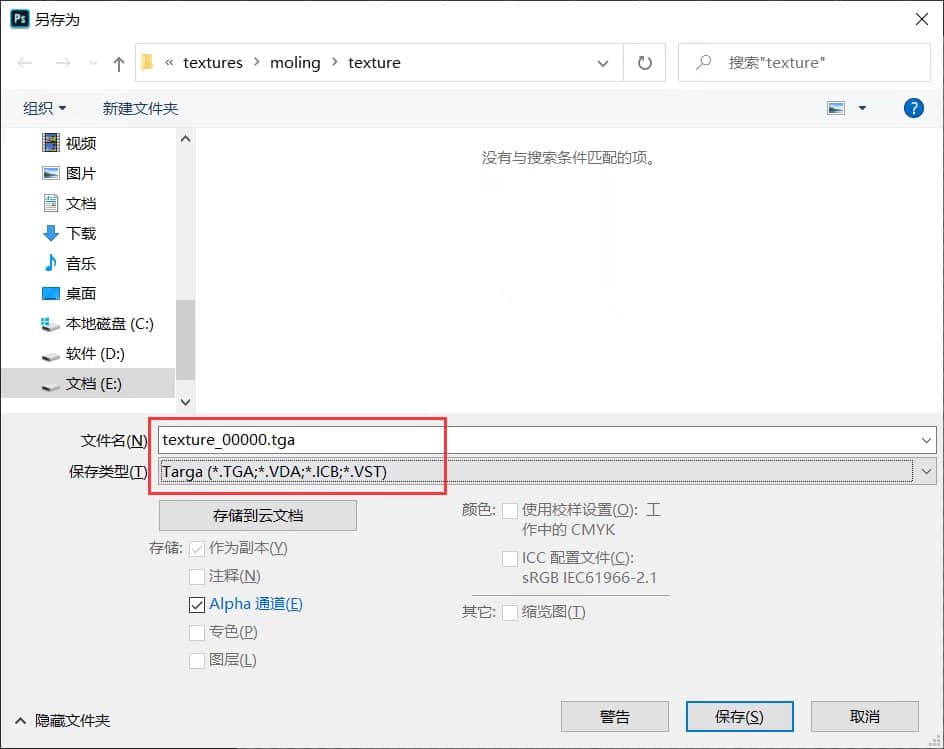 Ps 另存为
« textures > moling > texture
搜索"texture"
组织
新建文件夹
?
视频
图片
文档
下载
音乐
桌面
本地磁盘 (C:)
软件 (D:)
文档 (E:)
没有与搜索条件匹配的项。
文件名(N)
texture_00000.tga
保存类型(T)
Targa (*.TGA;*.VDA;*.ICB;*.VST)
存储到云文档
存储:
作为副本(Y)
注释(N)
Alpha 通道(E)
专色(P)
图层(L)
颜色:
使用校样设置(O): 工
作中的 CMYK
ICC 配置文件(C):
sRGB IEC61966-2.1
其它:
缩览图(T)
隐藏文件夹
警告
保存(S)
取消